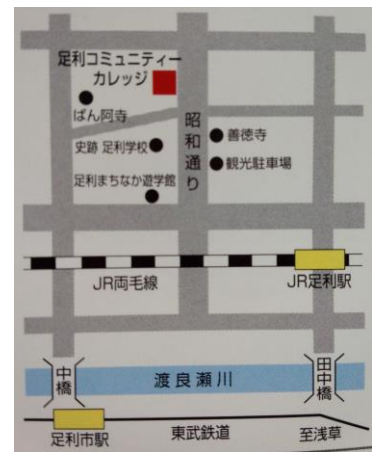 足利コミュニティー
カレッジ
ばん阿寺
史跡 足利学校
足利まちなか遊学館
昭和通り
善徳寺
観光駐車場
JR両毛線
JR足利駅
中橋
渡良瀬川
田中橋
足利市駅
東武鉄道
至浅草